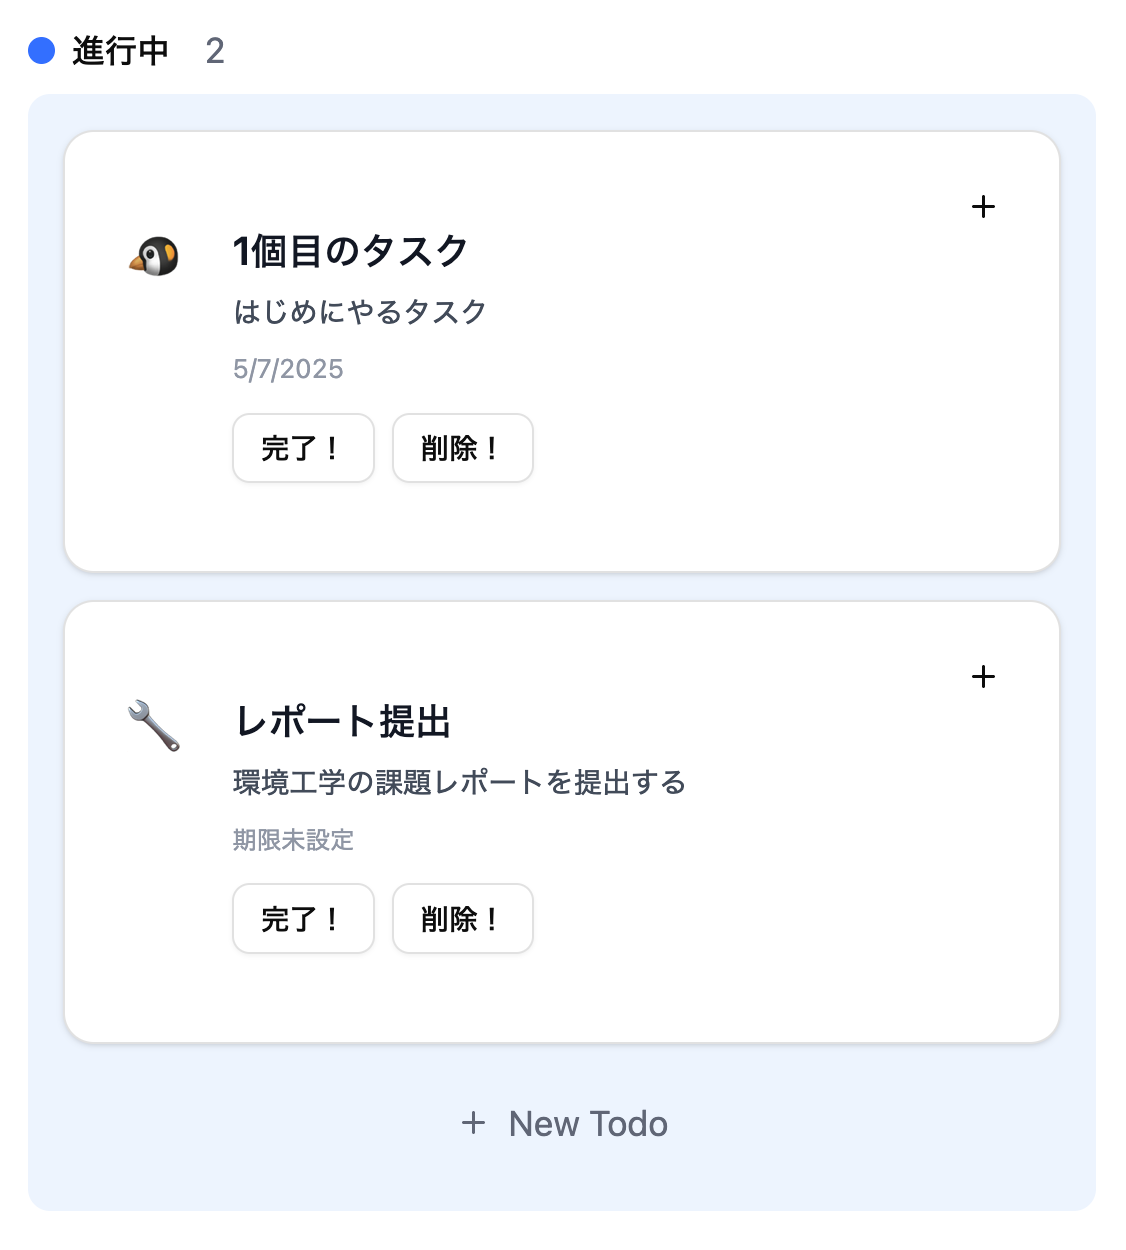 進行中 2
1個目のタスク
はじめにやるタスク
5/7/2025
完了！ 削除！
レポート提出
環境工学の課題レポートを提出する
期限未設定
完了！ 削除！
+ New Todo